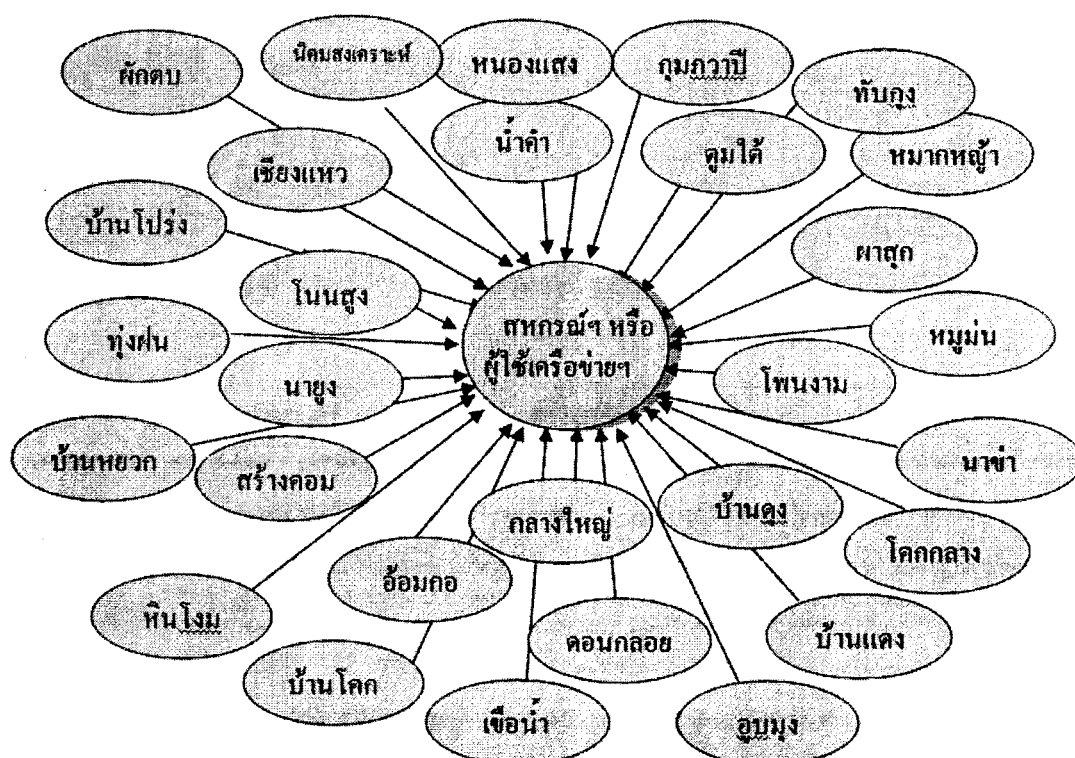 นิคมสงเคราะห์
หนองแสง
กุมภวาปี
ผักตบ
ทับกุง
น้ำคำ
ตูมใต้
หมากหญ้า
เชียงแหว
บ้านโปร่ง
ผาสุก
โนนสูง
สหกรณ์ฯ หรือ
ผู้ใช้เครือข่ายฯ
ทุ่งฝน
หมูม่น
นายูง
โพนงาม
บ้านหยวก
สร้างคอม
นาข่า
กลางใหญ่
บ้านดุง
โคกกลาง
อ้อมกอ
หินโงม
ดอนกลอย
บ้านแดง
บ้านโคก
เขือน้ำ
อูบมุง